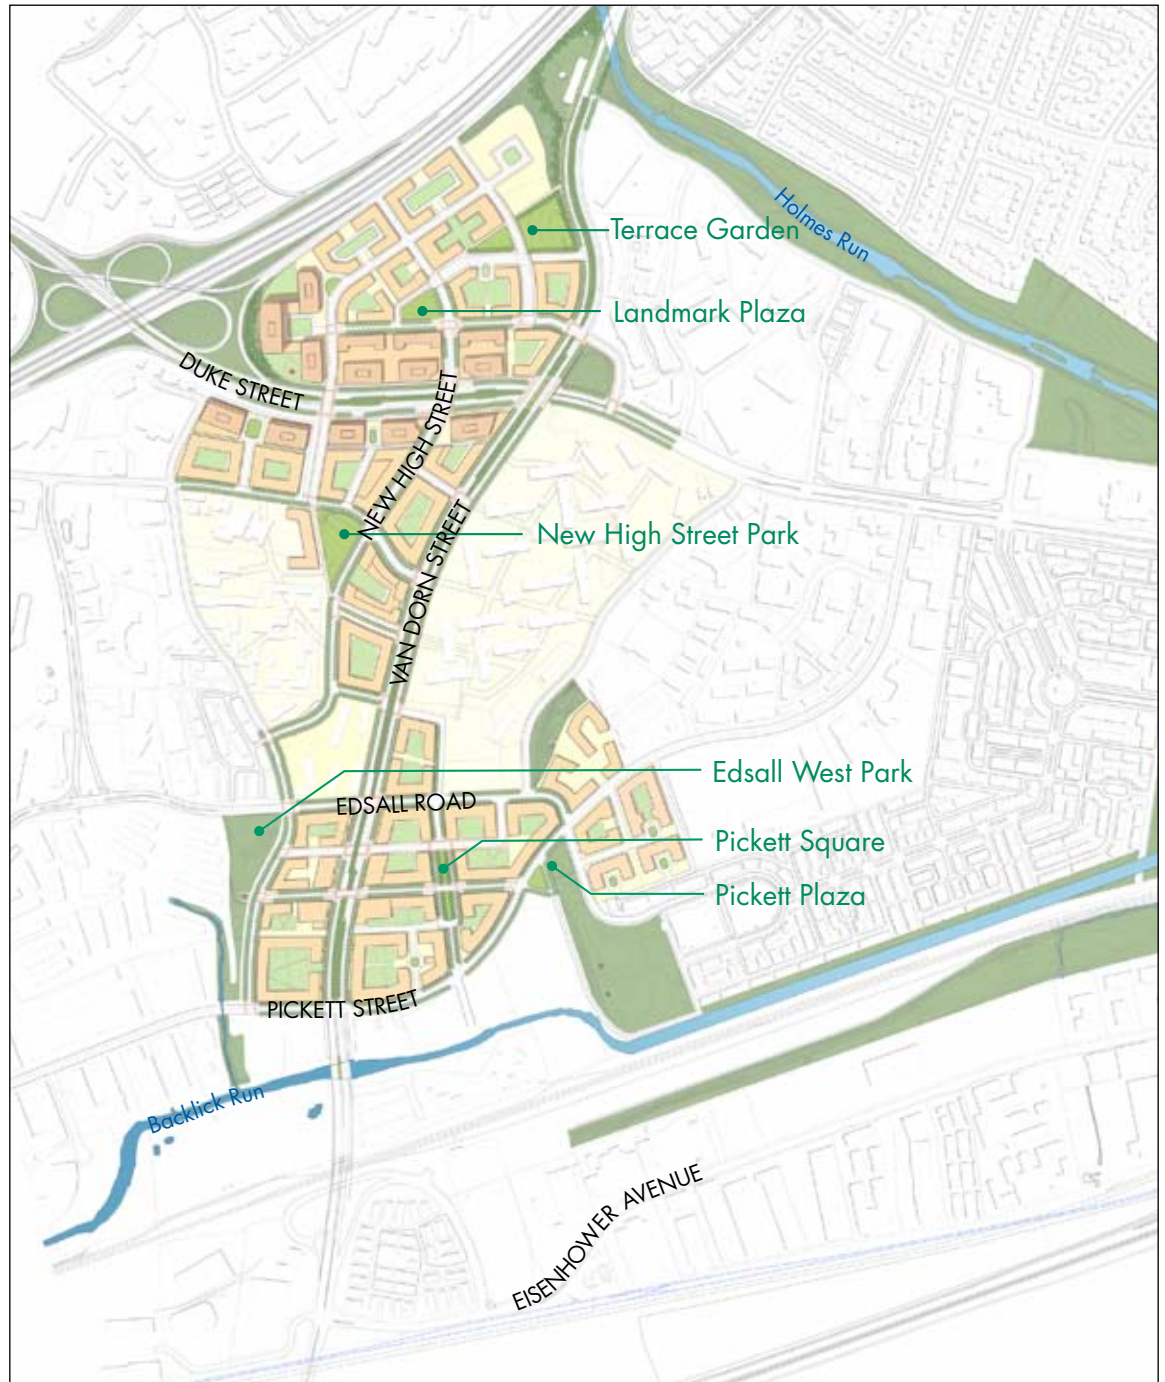 Holmes Run
Terrace Garden
Landmark Plaza
DUKE STREET
NEW HIGH STREET
New High Street Park
VAN DORN STREET
Edsall West Park
EDSALL ROAD
Pickett Square
Pickett Plaza
PICKETT STREET
Backlick Run
EISENHOWER AVENUE